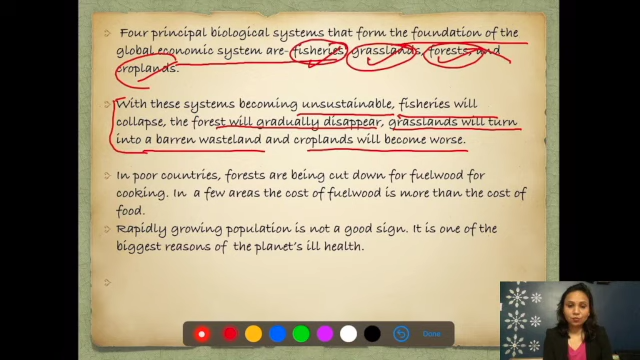 Four principal biological systems that form the foundation of the
global economic system are- fisheries, grasslands, forests, and
croplands.
With these systems becoming unsustainable, fisheries will
collapse, the forest will gradually disappear, grasslands will turn
into a barren wasteland and croplands will become worse.
In poor countries, forests are being cut down for fuelwood for
cooking. In a few areas the cost of fuelwood is more than the cost of
food.
Rapidly growing population is not a good sign. It is one of the
biggest reasons of the planet's ill health.
Done